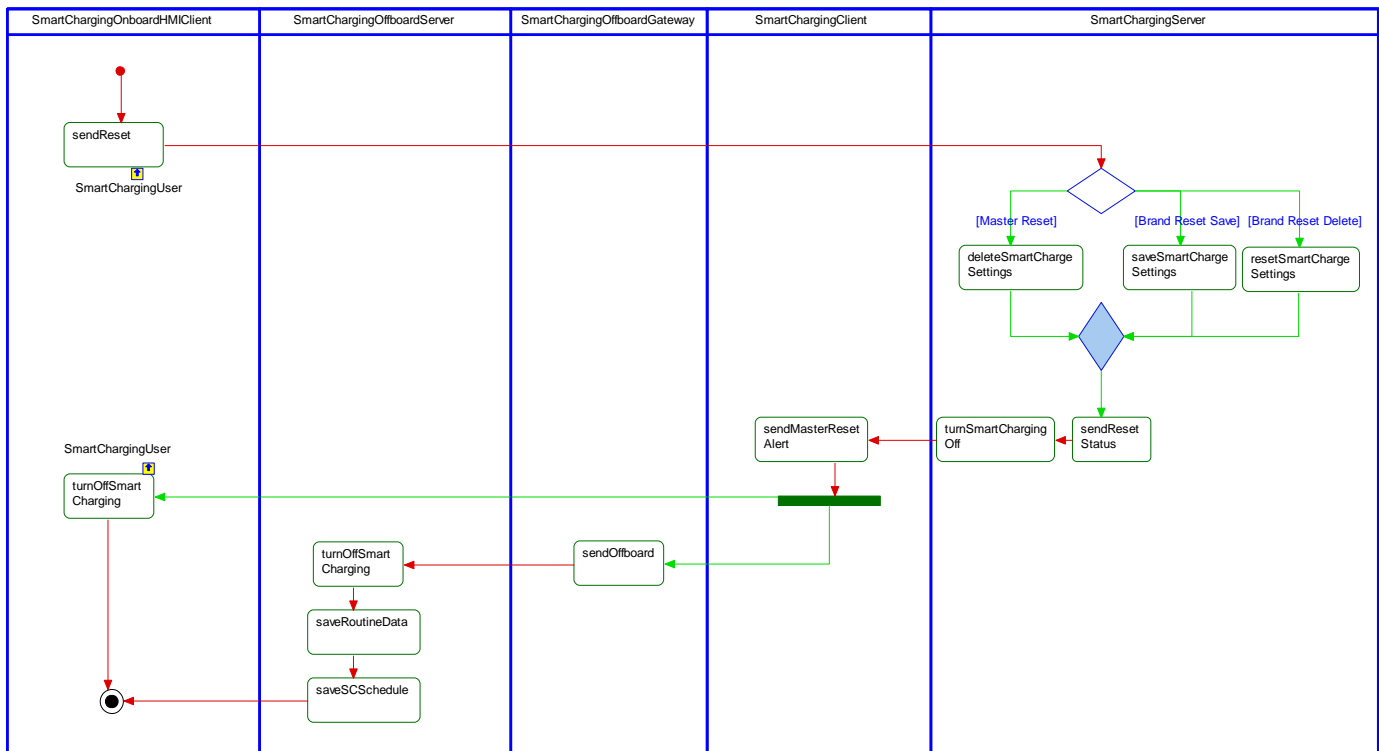 SmartChargingOnboardHMIClient
SmartChargingOffboardServer
SmartChargingOffboardGateway
SmartChargingClient
SmartChargingServer
sendReset
SmartChargingUser
[Master Reset]
[Brand Reset Save]
[Brand Reset Delete]
deleteSmartCharge
Settings
saveSmartCharge
Settings
resetSmartCharge
Settings
sendMasterReset
Alert
turnSmartCharging
Off
sendReset
Status
SmartChargingUser
turnOffSmart
Charging
turnOffSmart
Charging
sendOffboard
saveRoutineData
saveSCSchedule